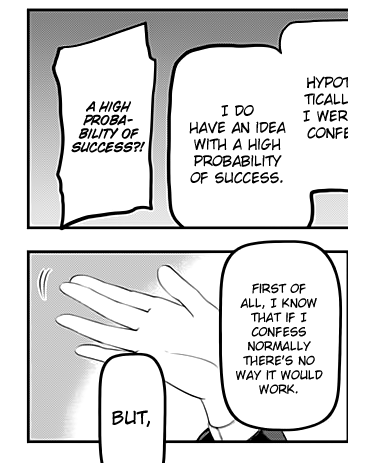 I WERE
I DO
HAVE AN IDEA
WITH A HIGH
PROBABILITY
OF SUCCESS.
A HIGH
PROBA-
BILITY OF
SUCCESS?!
FIRST OF
ALL, I KNOW
THAT IF I
CONFESS
NORMALLY
THERE'S NO
WAY IT WOULD
WORK.
BUT,